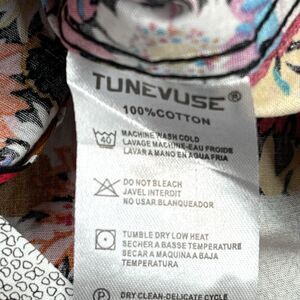 TUNEVUSE®
100%COTTON
40
MACHINE WASH COLD
LAVAGE MACHINE-EAU FROIDE
LAVAR A MANO EN AGUA FRIA
DO NOT BLEACH
JAVEL INTERDIT
NO USAR BLANQUEADOR
TUMBLE DRY LOW HEAT
SECHER A BASSE TEMPERATURE
SECAR A MAQUINA A BAJA
TEMPERATURA
P
DRY CLEAN-DELICATE CYCLE